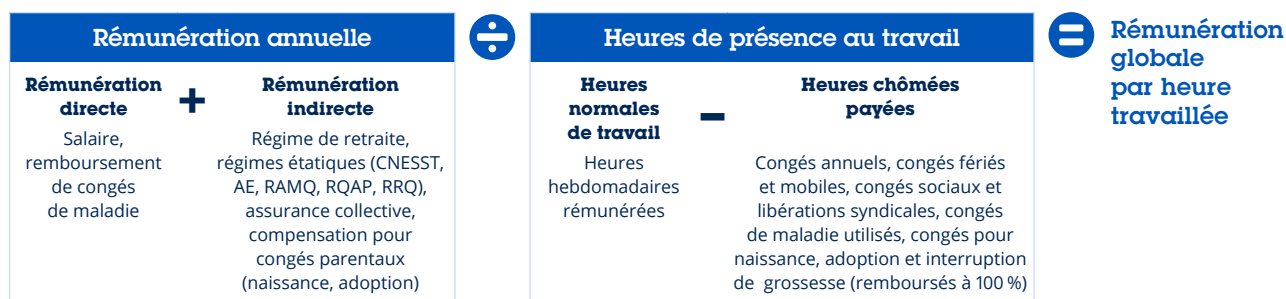 Rémunération annuelle
÷
Heures de présence au travail
=
Rémunération
globale
par heure
travaillée
Rémunération
directe
Salaire,
remboursement
de congés
de maladie
+
Rémunération
indirecte
Régime de retraite,
régimes étatiques (CNESST,
AE, RAMQ, RQAP, RRQ),
assurance collective,
compensation pour
congés parentaux
(naissance, adoption)
Heures
normales
de travail
Heures
hebdomadaires
rémunérées
-
Heures chômées
payées
Congés annuels, congés fériés
et mobiles, congés sociaux et
libérations syndicales, congés
de maladie utilisés, congés pour
naissance, adoption et interruption
de grossesse (remboursés à 100 %)